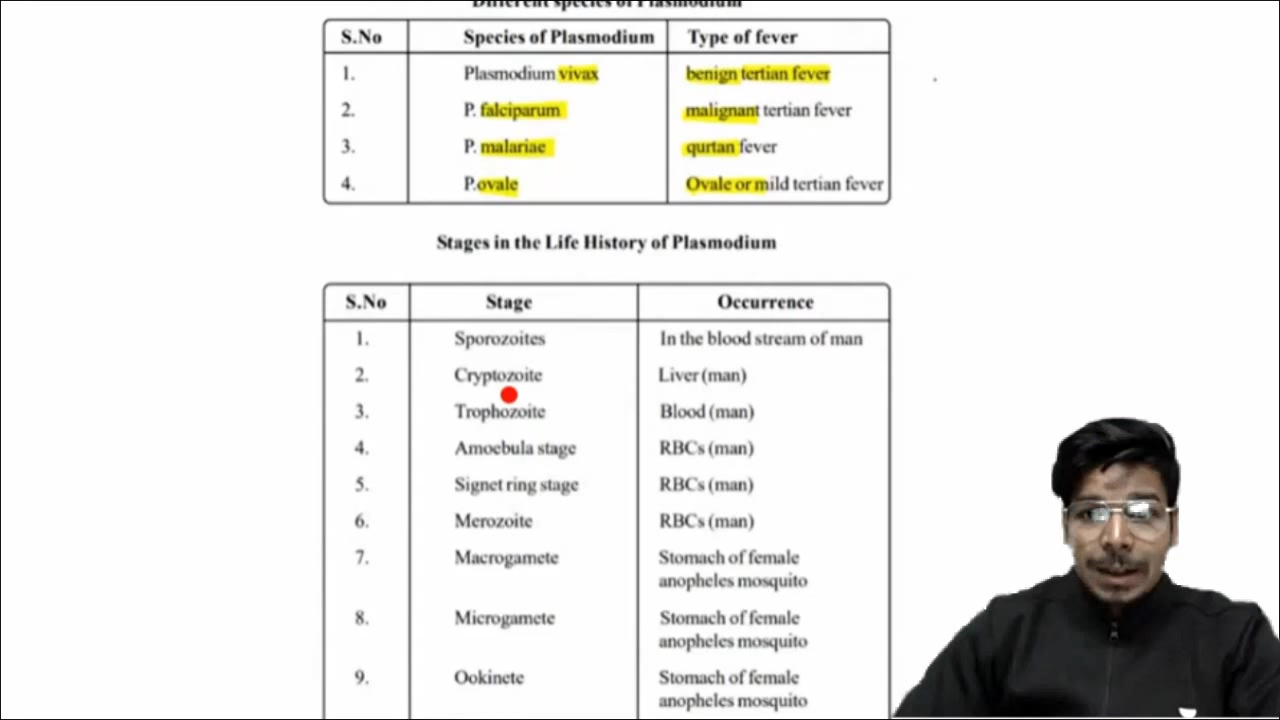 Different species of Plasmodium
S.No Species of Plasmodium Type of fever
1. Plasmodium vivax benign tertian fever
2. P. falciparum malignant tertian fever
3. P. malariae qurtan fever
4. P.ovale Ovale or mild tertian fever
Stages in the Life History of Plasmodium
S.No Stage Occurrence
1. Sporozoites In the blood stream of man
2. Cryptozoite Liver (man)
3. Trophozoite Blood (man)
4. Amoebula stage RBCs (man)
5. Signet ring stage RBCs (man)
6. Merozoite RBCs (man)
7. Macrogamete Stomach of female
anopheles mosquito
8. Microgamete Stomach of female
anopheles mosquito
9. Ookinete Stomach of female
anopheles mosquito